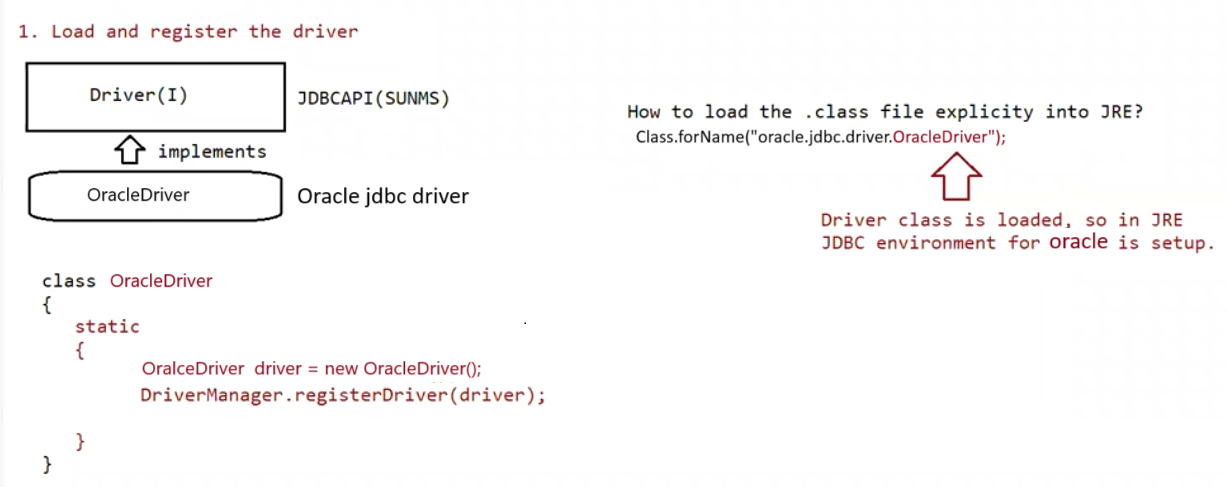 1. Load and register the driver
Driver(I)
JDBCAPI(SUNMS)
implements
OracleDriver
Oracle jdbc driver
How to load the .class file explicity into JRE?
Class.forName("oracle.jdbc.driver.OracleDriver");
Driver class is loaded, so in JRE
JDBC environment for oracle is setup.
class OracleDriver
{
static
{
OralceDriver driver = new OracleDriver();
DriverManager.registerDriver(driver);
}
}